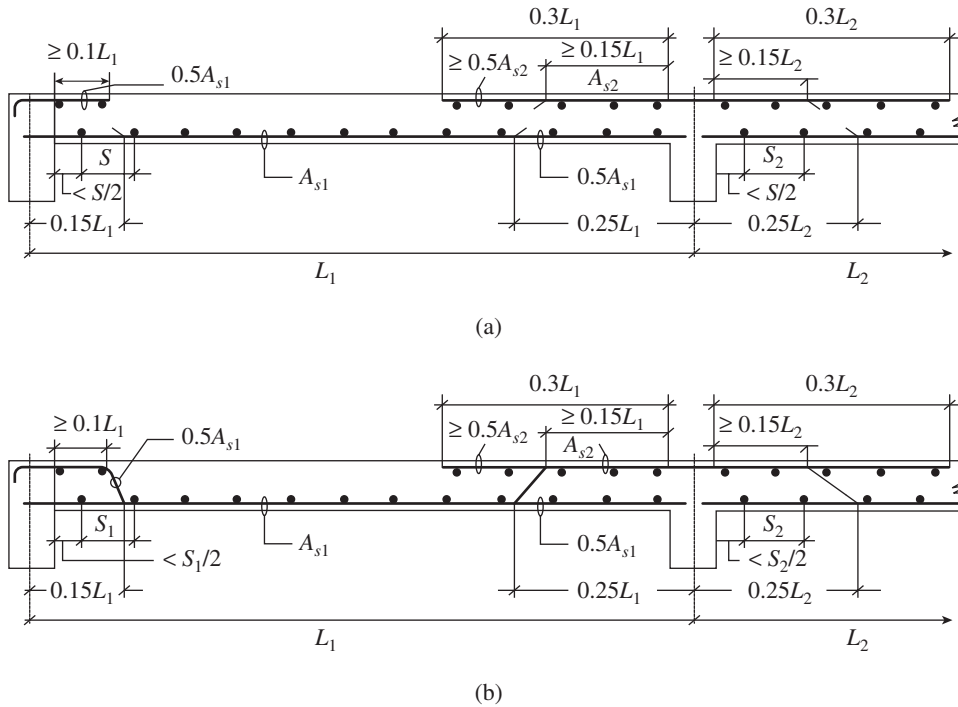 0.3L₁
0.3L₂
≥ 0.1L₁
≥ 0.15L₁
≥ 0.15L₂
0.5Aₛ₁
≥ 0.5Aₛ₂
Aₛ₂
S
S₂
Aₛ₁
0.5Aₛ₁
< S/2
< S/2
0.15L₁
0.25L₁
0.25L₂
L₁
L₂
(a)
0.3L₁
0.3L₂
≥ 0.1L₁
≥ 0.15L₁
≥ 0.15L₂
0.5Aₛ₁
≥ 0.5Aₛ₂
Aₛ₂
S₁
S₂
Aₛ₁
0.5Aₛ₁
< S₁/2
< S₂/2
0.15L₁
0.25L₁
0.25L₂
L₁
L₂
(b)